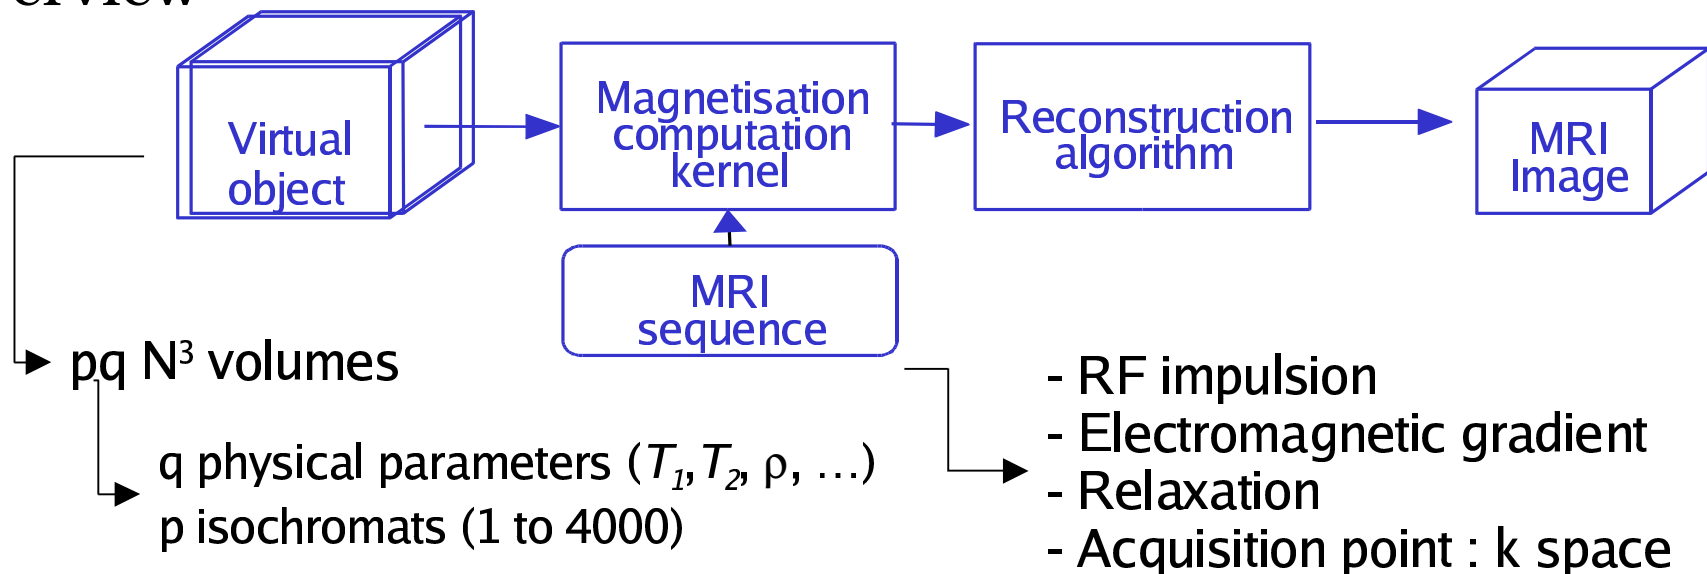 Virtual
object
Magnetisation
computation
kernel
Reconstruction
algorithm
MRI
Image
MRI
sequence
pq N³ volumes
q physical parameters (T₁,T₂, ρ, ...)
p isochromats (1 to 4000)
- RF impulsion
- Electromagnetic gradient
- Relaxation
- Acquisition point : k space